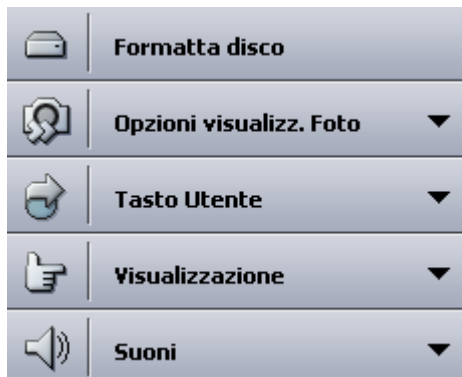 Formatta disco
Opzioni visualizz. Foto
Tasto Utente
Visualizzazione
Suoni